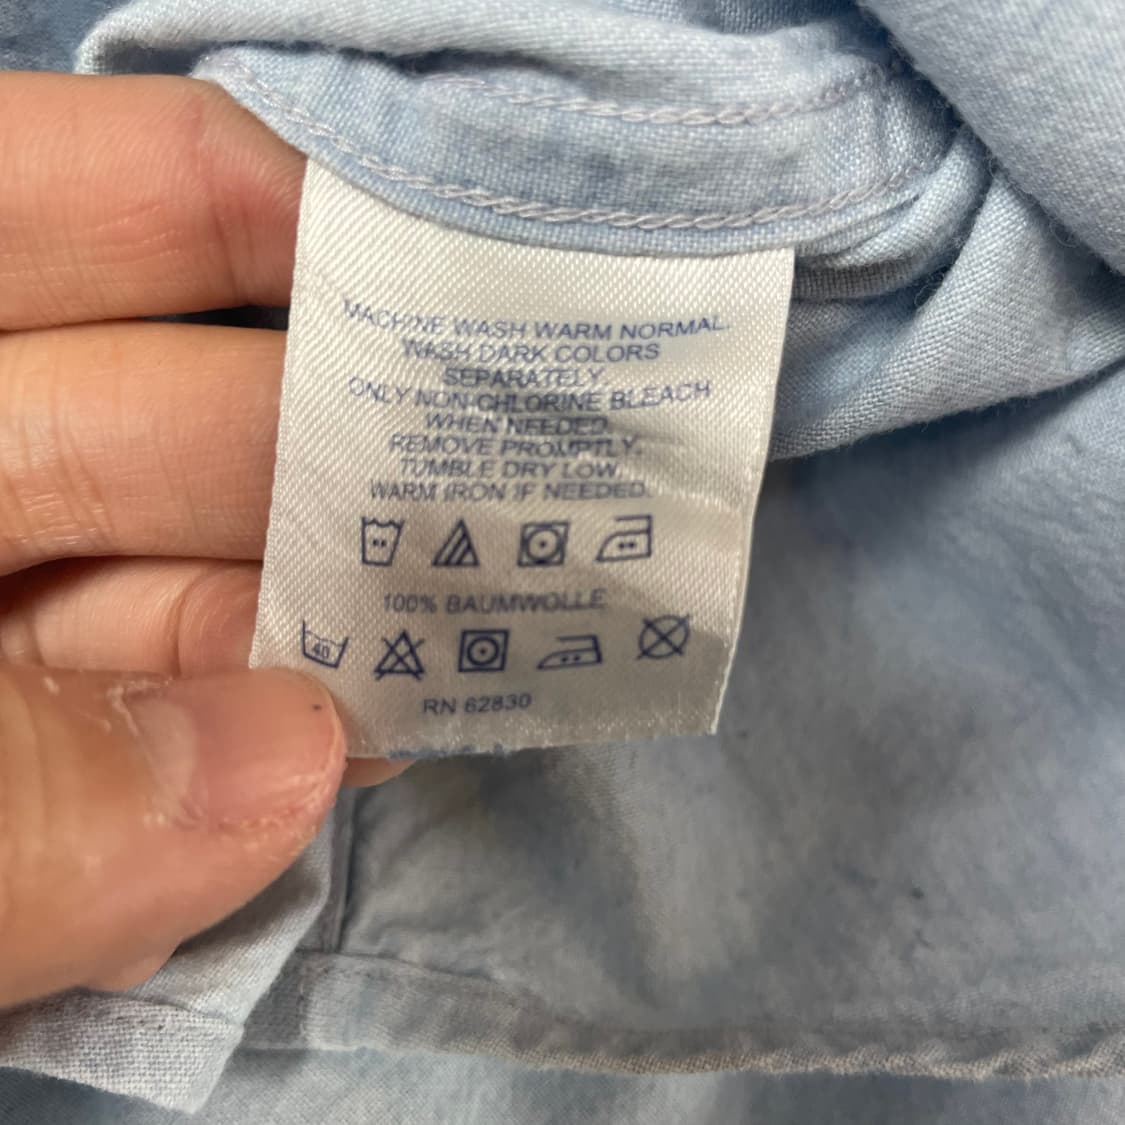 MACHINE WASH WARM NORMAL.
WASH DARK COLORS
SEPARATELY.
ONLY NON-CHLORINE BLEACH
WHEN NEEDED.
REMOVE PROMPTLY.
TUMBLE DRY LOW.
WARM IRON IF NEEDED.
100% BAUMWOLLE
40
RN 62830